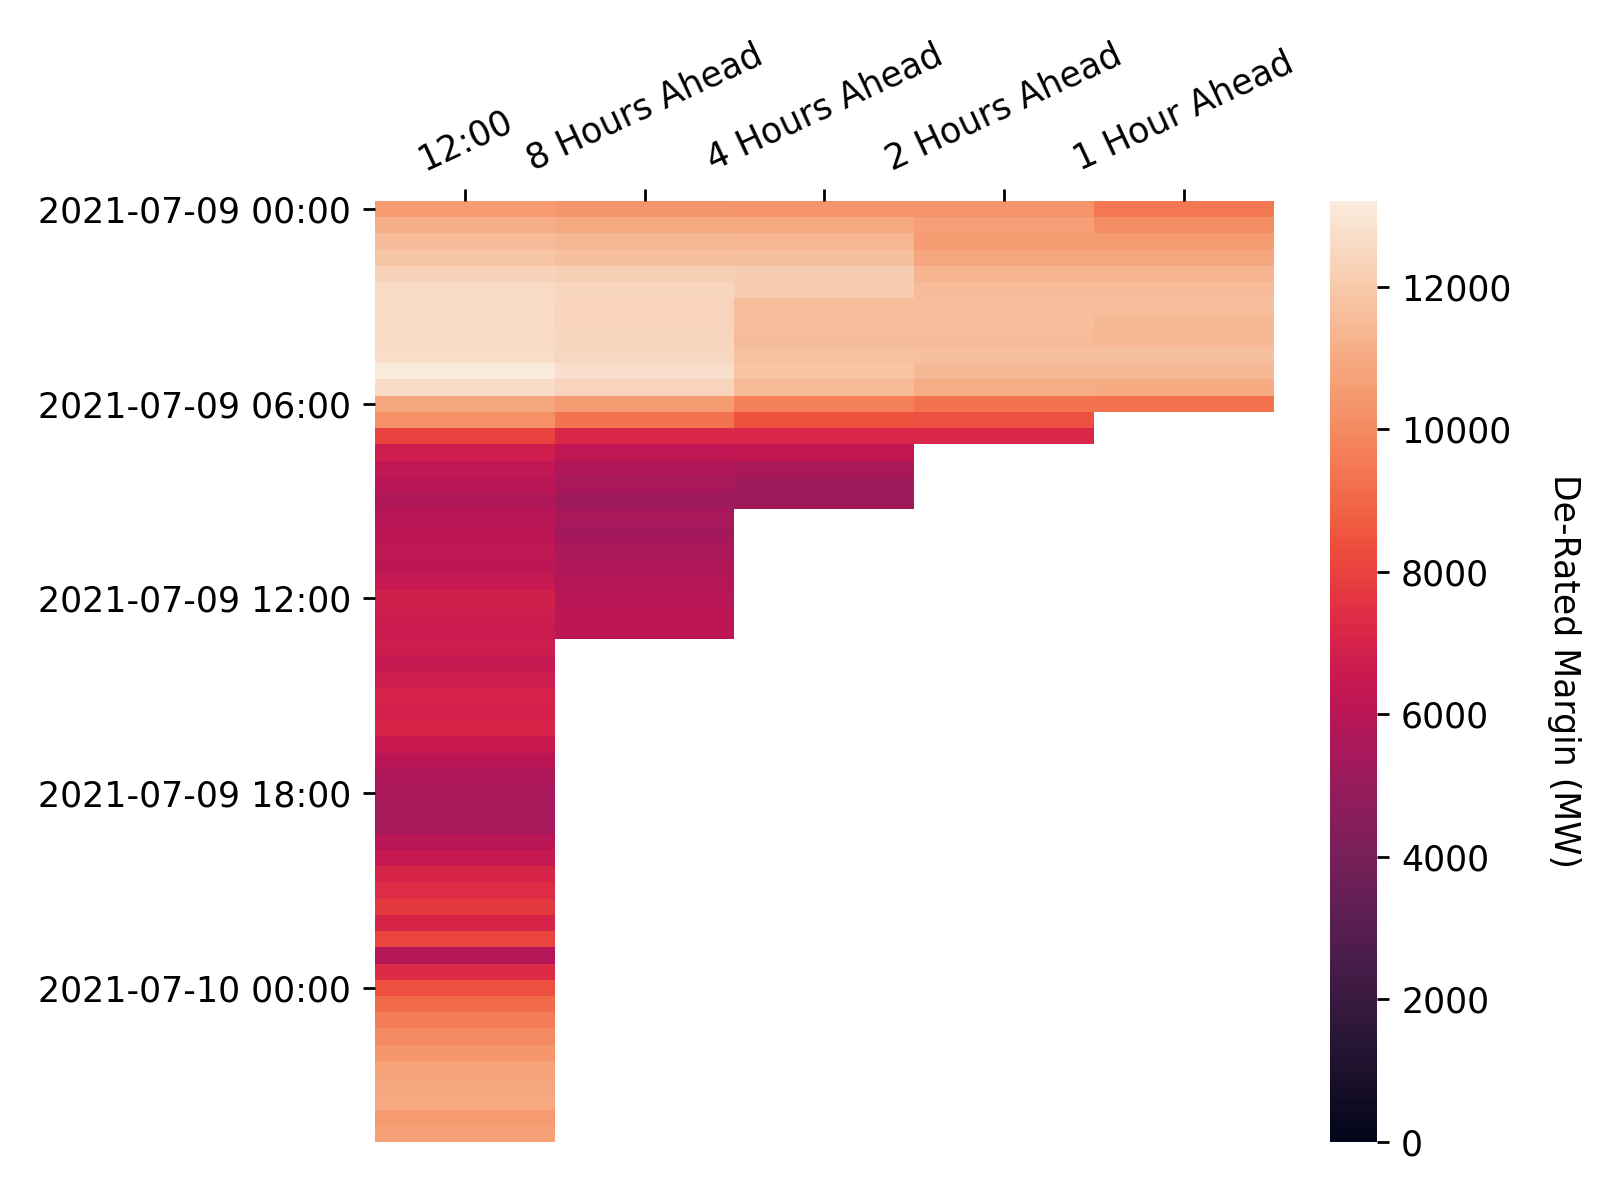 12:00
8 Hours Ahead
4 Hours Ahead
2 Hours Ahead
1 Hour Ahead
2021-07-09 00:00
2021-07-09 06:00
2021-07-09 12:00
2021-07-09 18:00
2021-07-10 00:00
12000
10000
8000
6000
4000
2000
0
De-Rated Margin (MW)